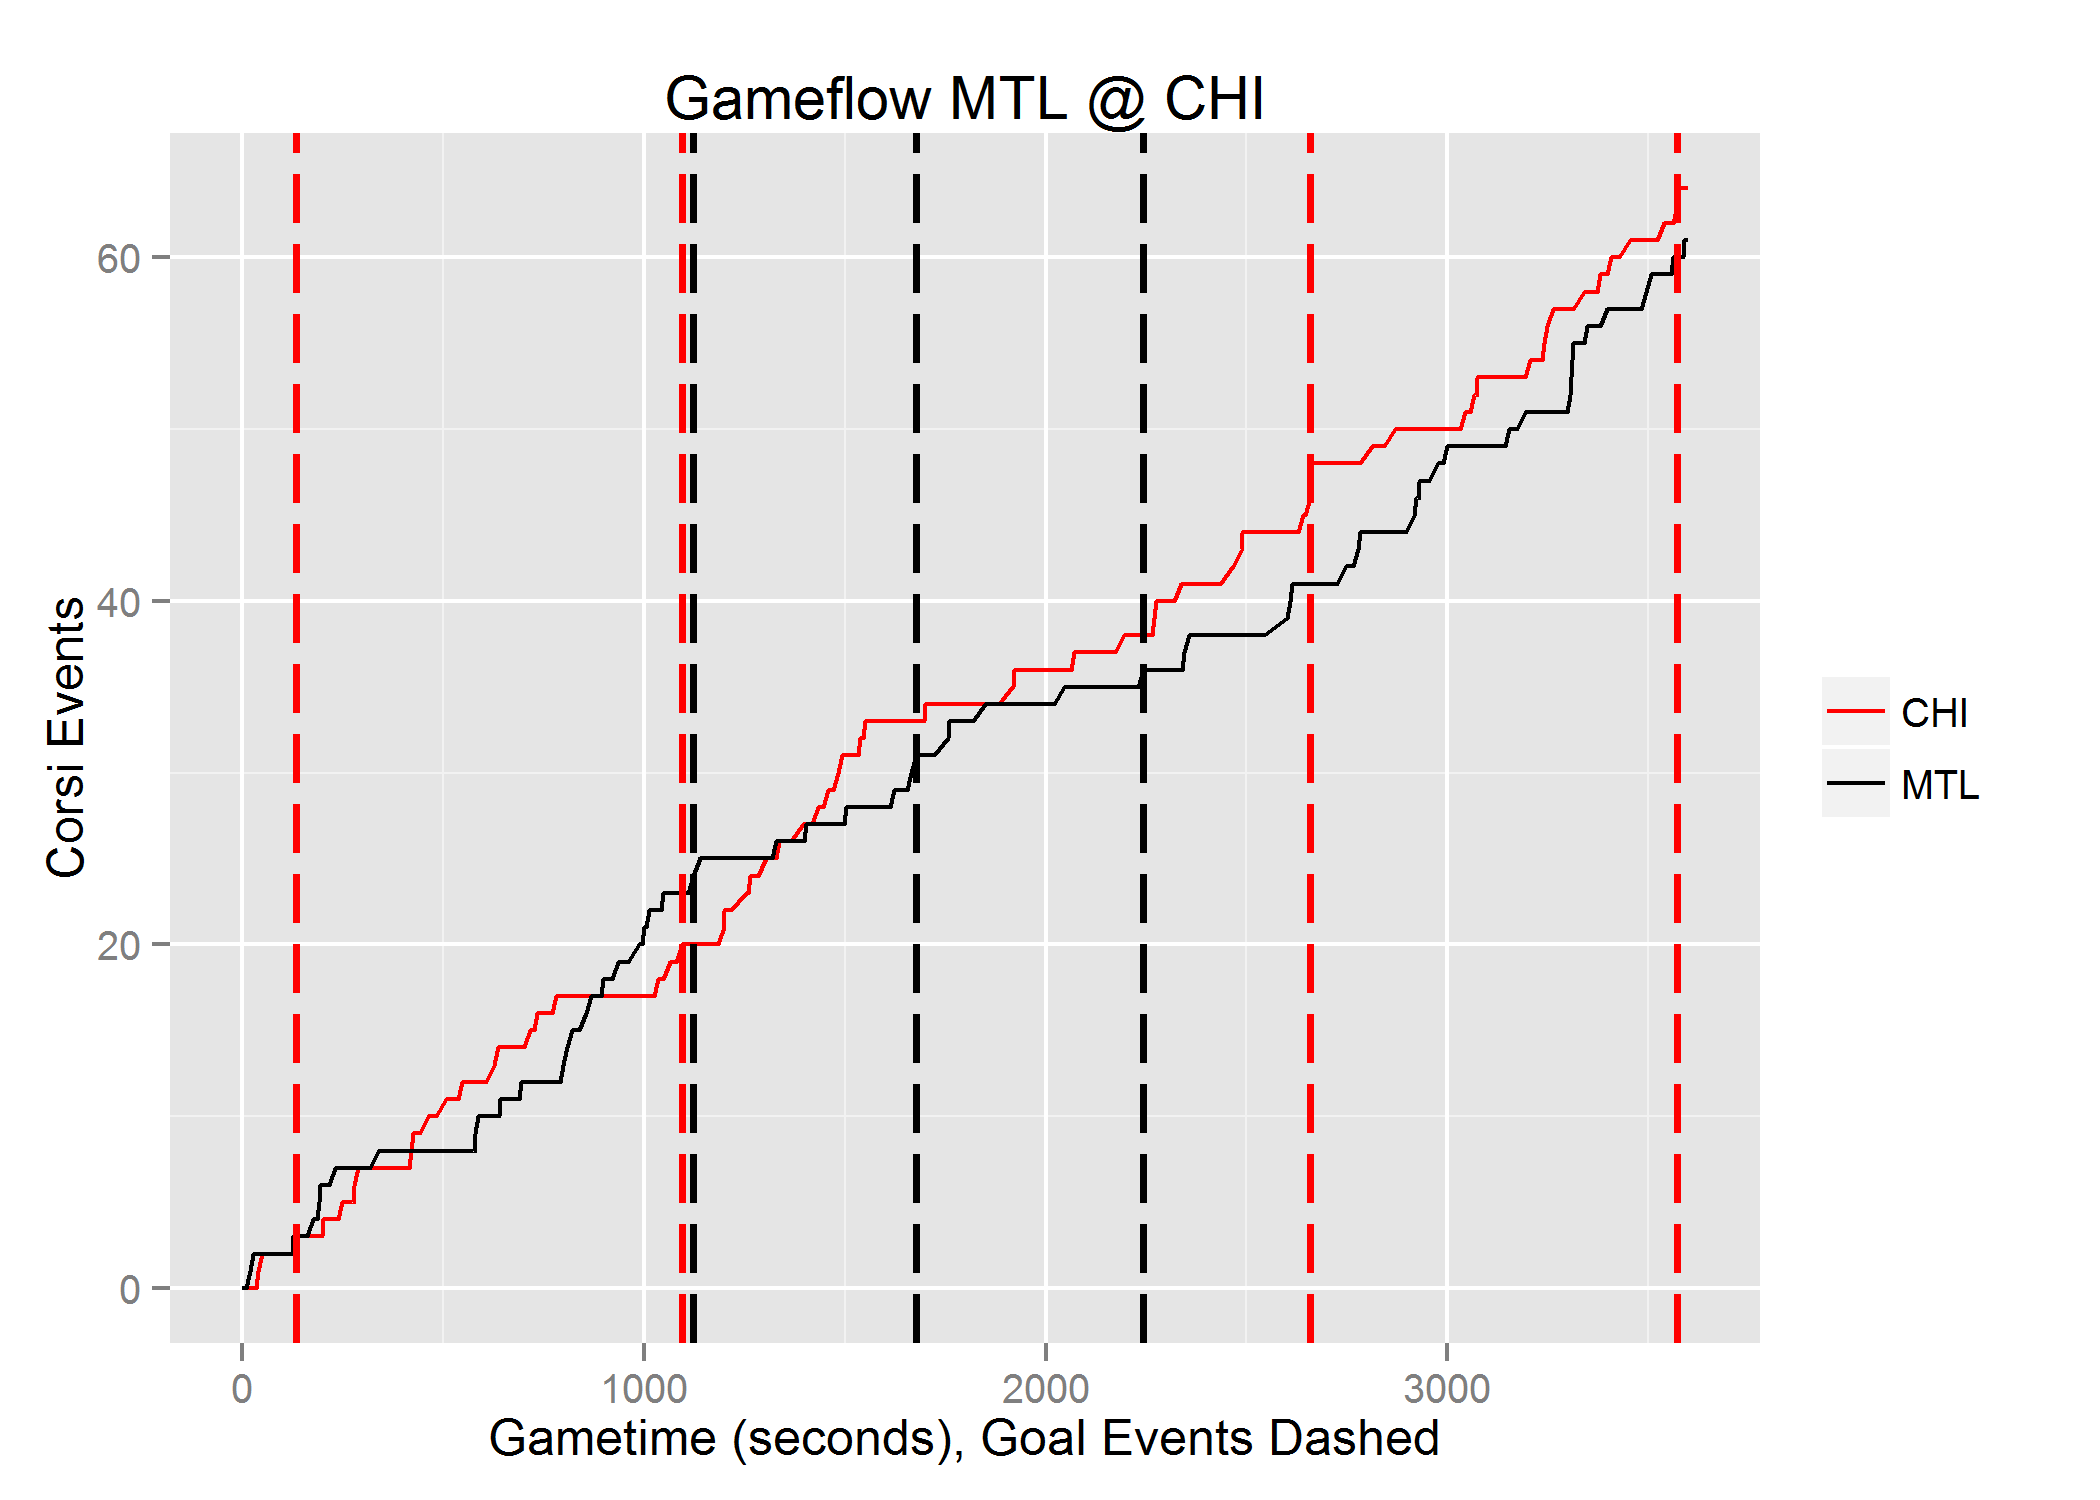 Gameflow MTL @ CHI
60
40
20
0
Corsi Events
0 1000 2000 3000
Gametime (seconds), Goal Events Dashed
CHI
MTL